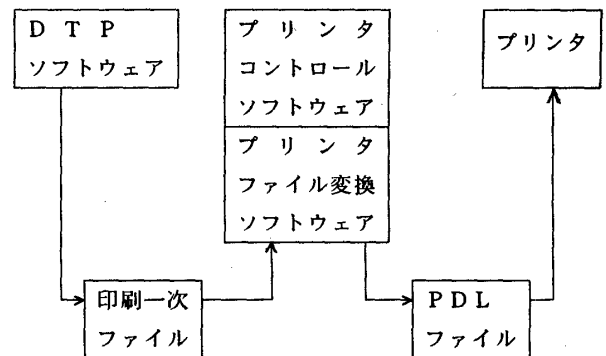 DTP
ソフトウェア
プリンタ
コントロール
ソフトウェア
プリンタ
ファイル変換
ソフトウェア
プリンタ
印刷一次
ファイル
PDL
ファイル